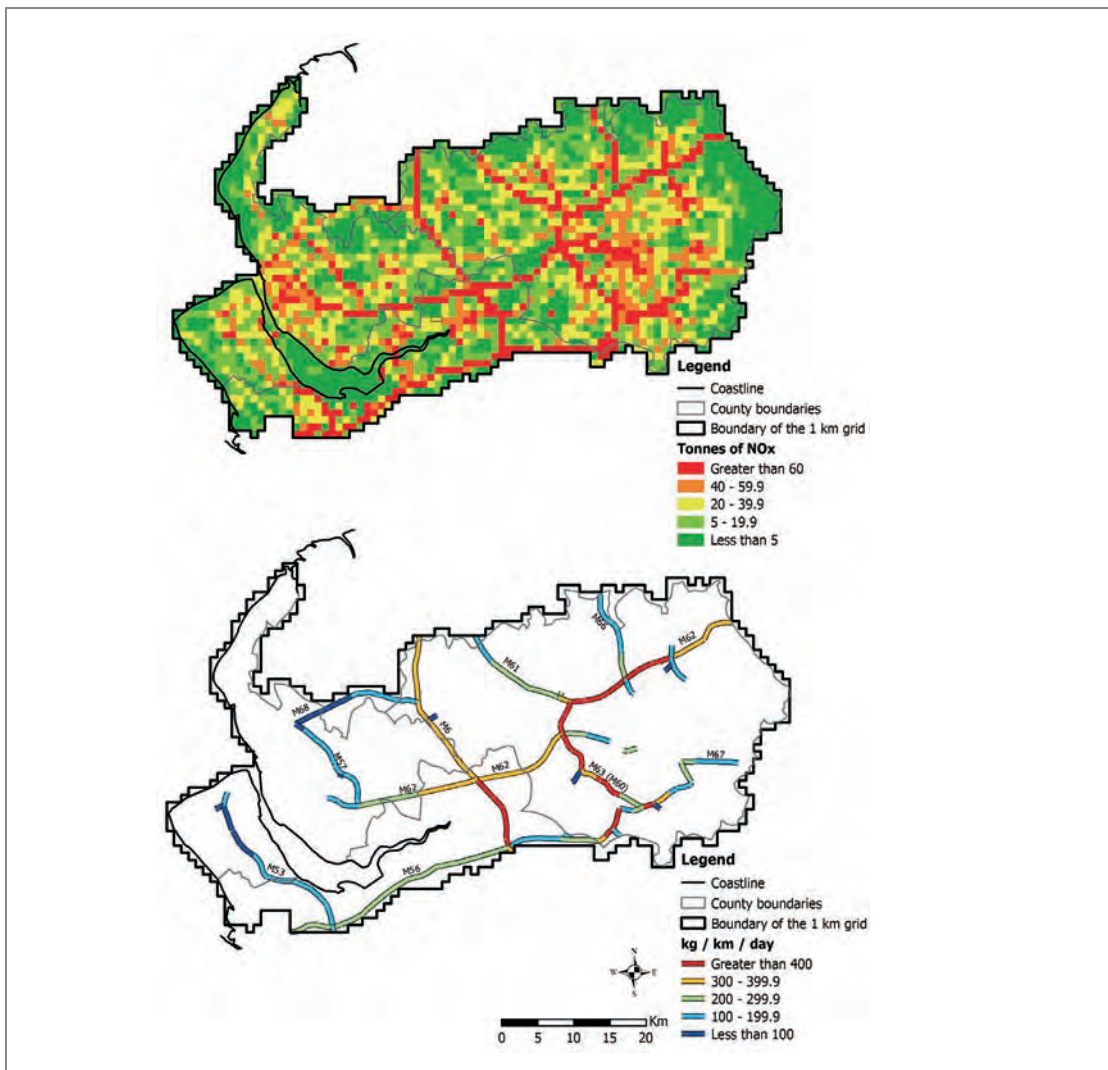 Legend
Coastline
County boundaries
Boundary of the 1 km grid
Tonnes of NOx
Greater than 60
40 - 59.9
20 - 39.9
5 - 19.9
Less than 5
M66
M62
M61
M68
M6
M57
M62
M62
M63 (M60)
M67
M53
M56
Legend
Coastline
County boundaries
Boundary of the 1 km grid
kg / km / day
Greater than 400
300 - 399.9
200 - 299.9
100 - 199.9
Less than 100
N
W E
S
Km
0 5 10 15 20